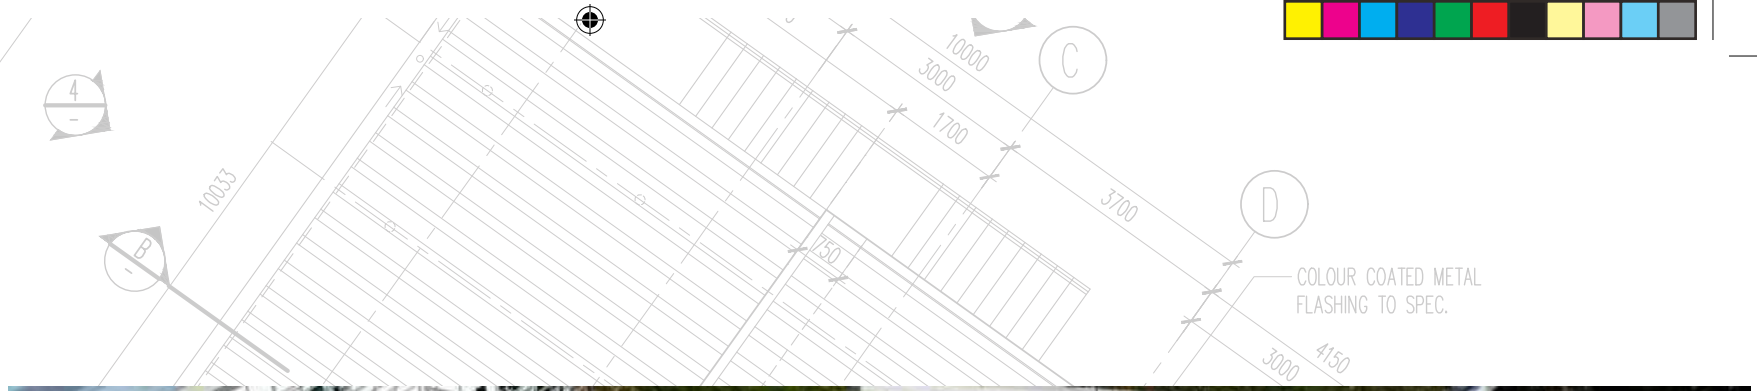 10000
C
3000
4
-
1700
10033
3700
D
B
-
750
COLOUR COATED METAL
FLASHING TO SPEC.
4150
3000